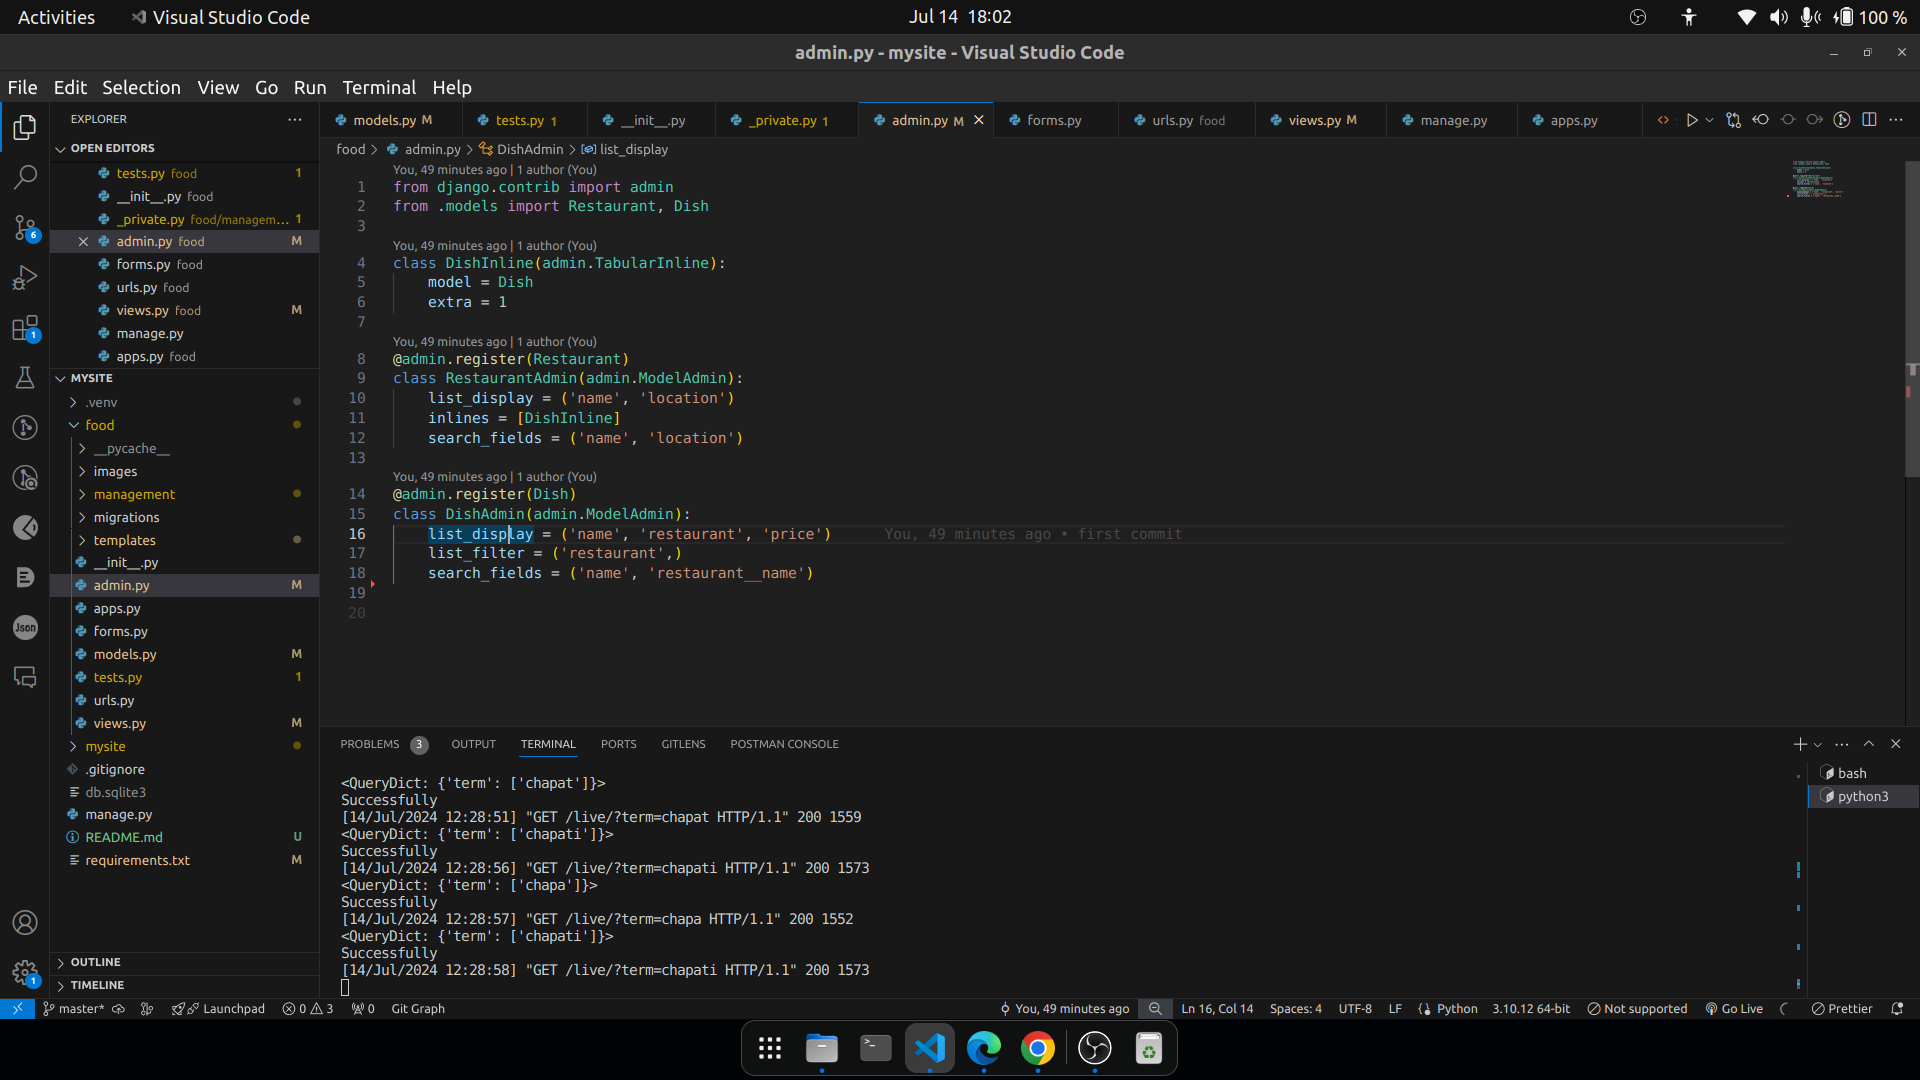 Activities Visual Studio Code Jul 14 18:02 100 %
admin.py - mysite - Visual Studio Code
File Edit Selection View Go Run Terminal Help
EXPLORER
OPEN EDITORS
tests.py food 1
__init__.py food
_private.py food/managem... 1
admin.py food M
forms.py food
urls.py food
views.py food M
manage.py
apps.py food
MYSITE
.venv
food
__pycache__
images
management
migrations
templates
__init__.py
admin.py M
apps.py
forms.py
models.py M
tests.py 1
urls.py
views.py M
mysite
.gitignore
db.sqlite3
manage.py
README.md U
requirements.txt M
OUTLINE
TIMELINE
6
1
Json
1
models.py M tests.py 1 __init__.py _private.py 1 admin.py M forms.py urls.py food views.py M manage.py apps.py
food > admin.py > DishAdmin > list_display
You, 49 minutes ago | 1 author (You)
1 from django.contrib import admin
2 from .models import Restaurant, Dish
3
You, 49 minutes ago | 1 author (You)
4 class DishInline(admin.TabularInline):
5 model = Dish
6 extra = 1
7
You, 49 minutes ago | 1 author (You)
8 @admin.register(Restaurant)
9 class RestaurantAdmin(admin.ModelAdmin):
10 list_display = ('name', 'location')
11 inlines = [DishInline]
12 search_fields = ('name', 'location')
13
You, 49 minutes ago | 1 author (You)
14 @admin.register(Dish)
15 class DishAdmin(admin.ModelAdmin):
16 list_display = ('name', 'restaurant', 'price') You, 49 minutes ago • first commit
17 list_filter = ('restaurant',)
18 search_fields = ('name', 'restaurant__name')
19
20
PROBLEMS 3 OUTPUT TERMINAL PORTS GITLENS POSTMAN CONSOLE
<QueryDict: {'term': ['chapat']}>
Successfully
[14/Jul/2024 12:28:51] "GET /live/?term=chapat HTTP/1.1" 200 1559
<QueryDict: {'term': ['chapati']}>
Successfully
[14/Jul/2024 12:28:56] "GET /live/?term=chapati HTTP/1.1" 200 1573
<QueryDict: {'term': ['chapa']}>
Successfully
[14/Jul/2024 12:28:57] "GET /live/?term=chapa HTTP/1.1" 200 1552
<QueryDict: {'term': ['chapati']}>
Successfully
[14/Jul/2024 12:28:58] "GET /live/?term=chapati HTTP/1.1" 200 1573
bash
python3
master* Launchpad 0 3 0 Git Graph You, 49 minutes ago Ln 16, Col 14 Spaces: 4 UTF-8 LF Python 3.10.12 64-bit Not supported Go Live Prettier